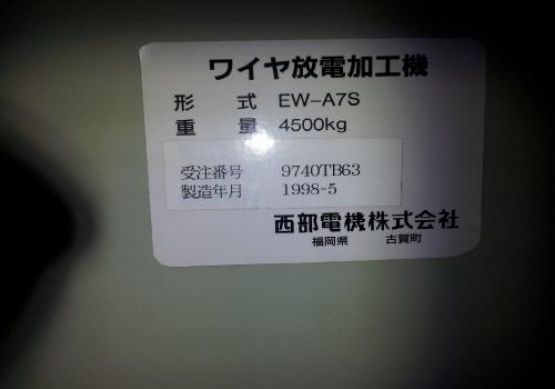 ワイヤ放電加工機
形 式 EW-A7S
重 量 4500kg
受注番号 9740TB63
製造年月 1998-5
西部電機株式会社
福岡県 古賀町